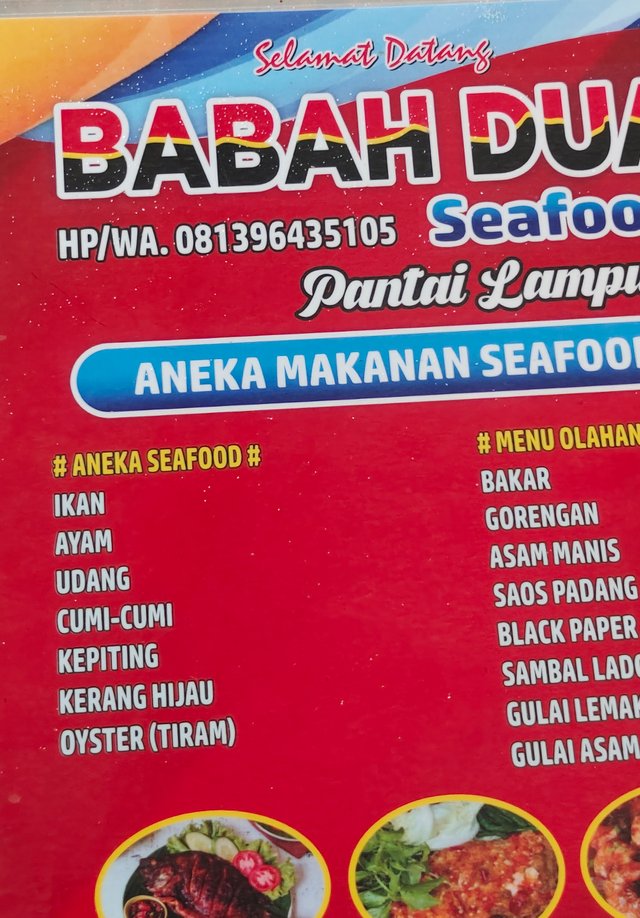 Selamat Datang
BABAH DUA
HP/WA. 081396435105
Seafoo
Pantai Lampu
ANEKA MAKANAN SEAFOOD
# ANEKA SEAFOOD #
IKAN
AYAM
UDANG
CUMI-CUMI
KEPITING
KERANG HIJAU
OYSTER (TIRAM)
# MENU OLAHAN
BAKAR
GORENGAN
ASAM MANIS
SAOS PADANG
BLACK PAPER
SAMBAL LADO
GULAI LEMAK
GULAI ASAM